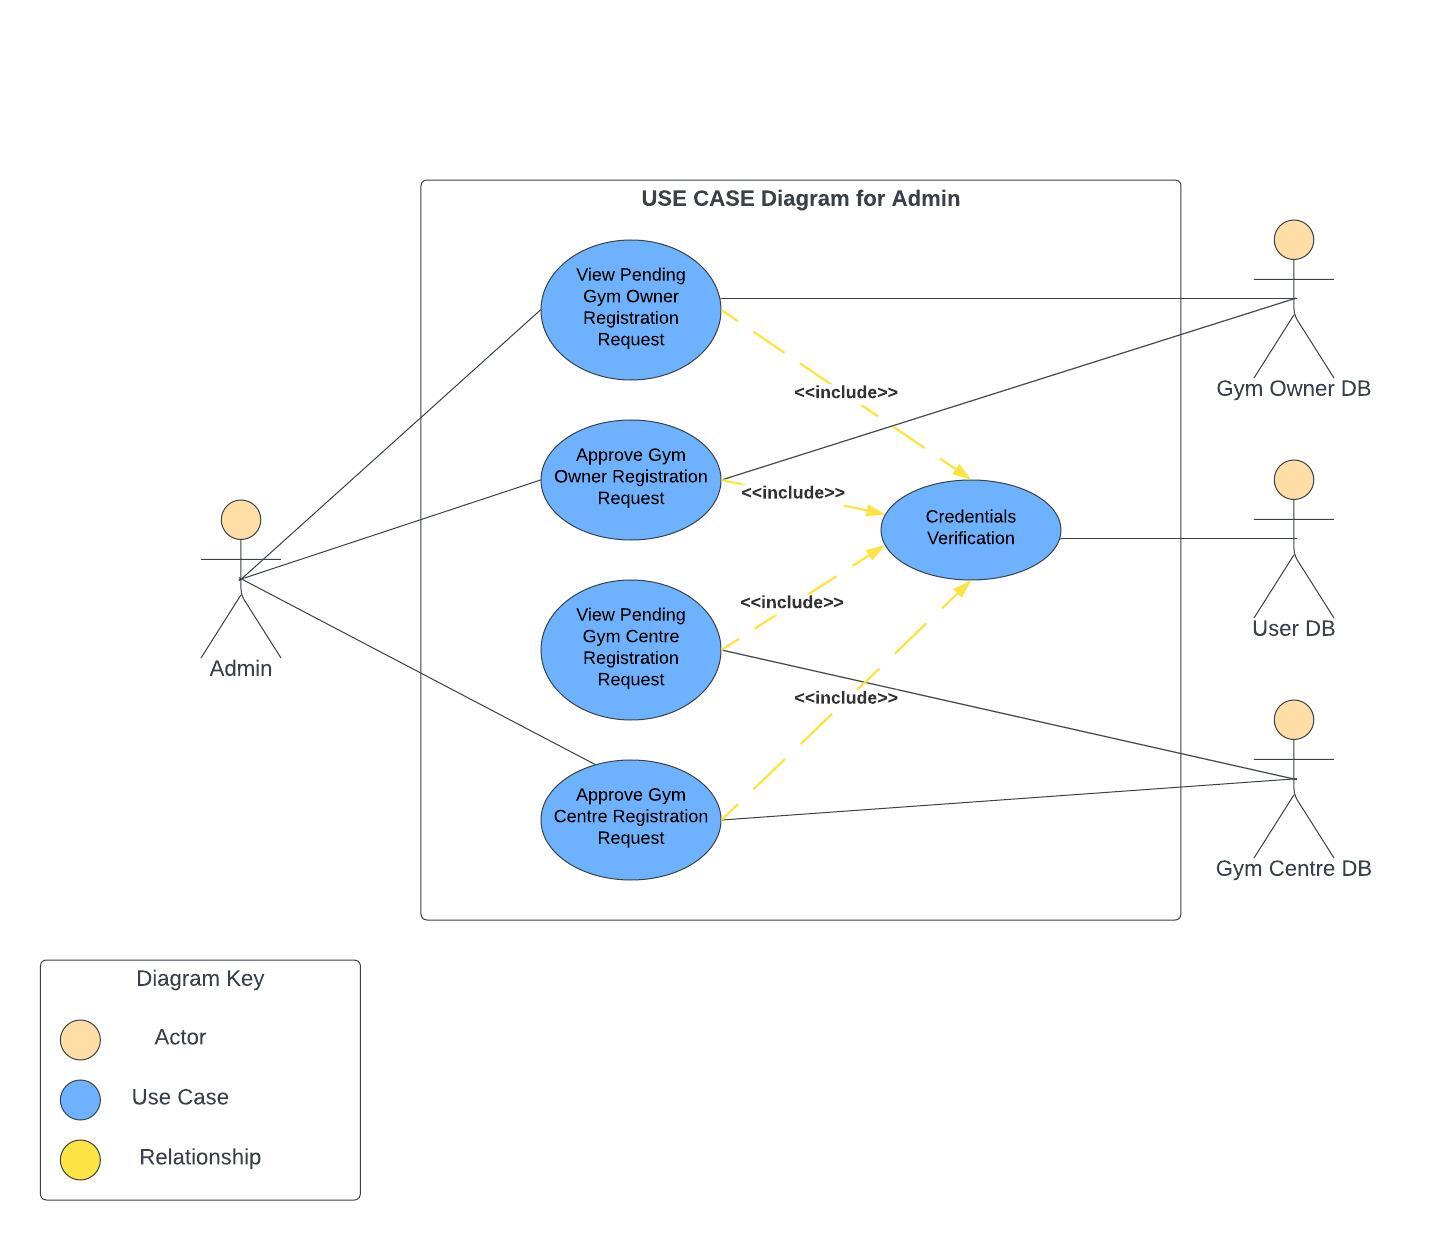 USE CASE Diagram for Admin
View Pending
Gym Owner
Registration
Request
<<include>>
Gym Owner DB
Approve Gym
Owner Registration
Request
<<include>>
Credentials
Verification
User DB
Admin
View Pending
Gym Centre
Registration
Request
<<include>>
<<include>>
Approve Gym
Centre Registration
Request
Gym Centre DB
Diagram Key
Actor
Use Case
Relationship